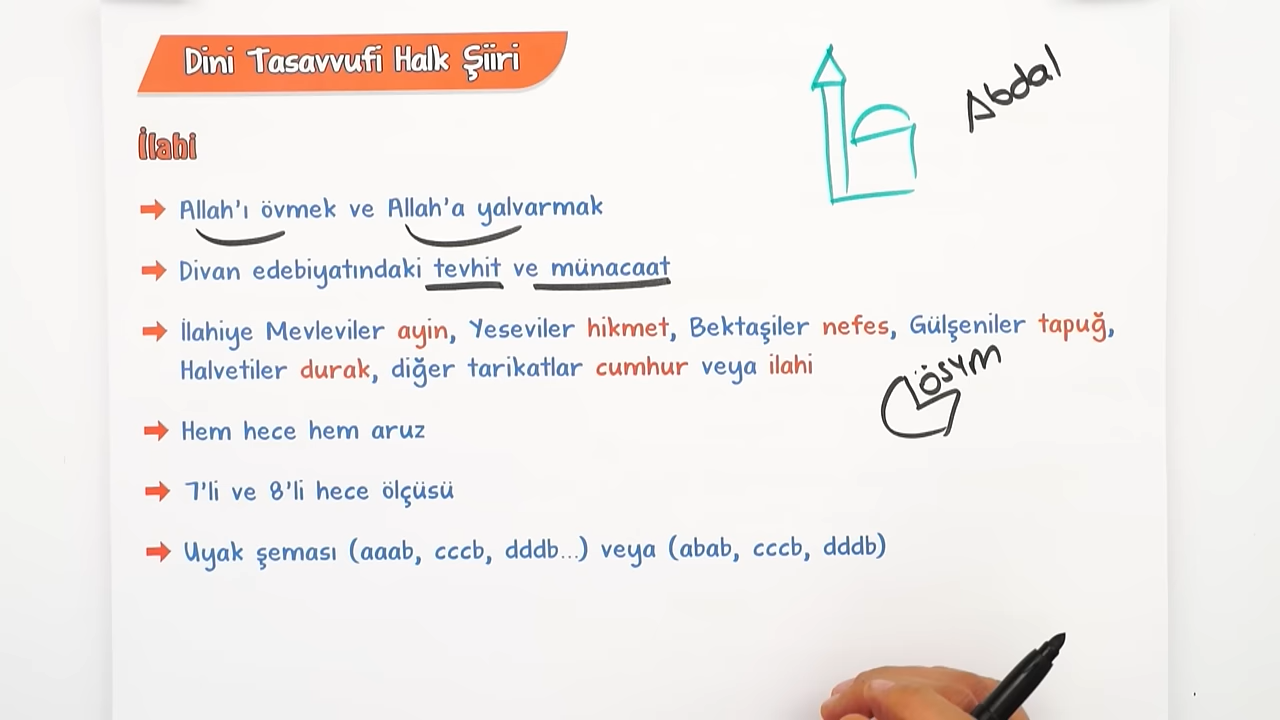 Dini Tasavvufi Halk Şiiri
Abdal
İlahi
Allah'ı övmek ve Allah'a yalvarmak
Divan edebiyatındaki tevhit ve münacaat
İlahiye Mevleviler ayin, Yeseviler hikmet, Bektaşiler nefes, Gülşeniler tapuğ,
Halvetiler durak, diğer tarikatlar cumhur veya ilahi
ÖSYM
Hem hece hem aruz
7'li ve 8'li hece ölçüsü
Uyak şeması (aaab, cccb, dddb...) veya (abab, cccb, dddb)